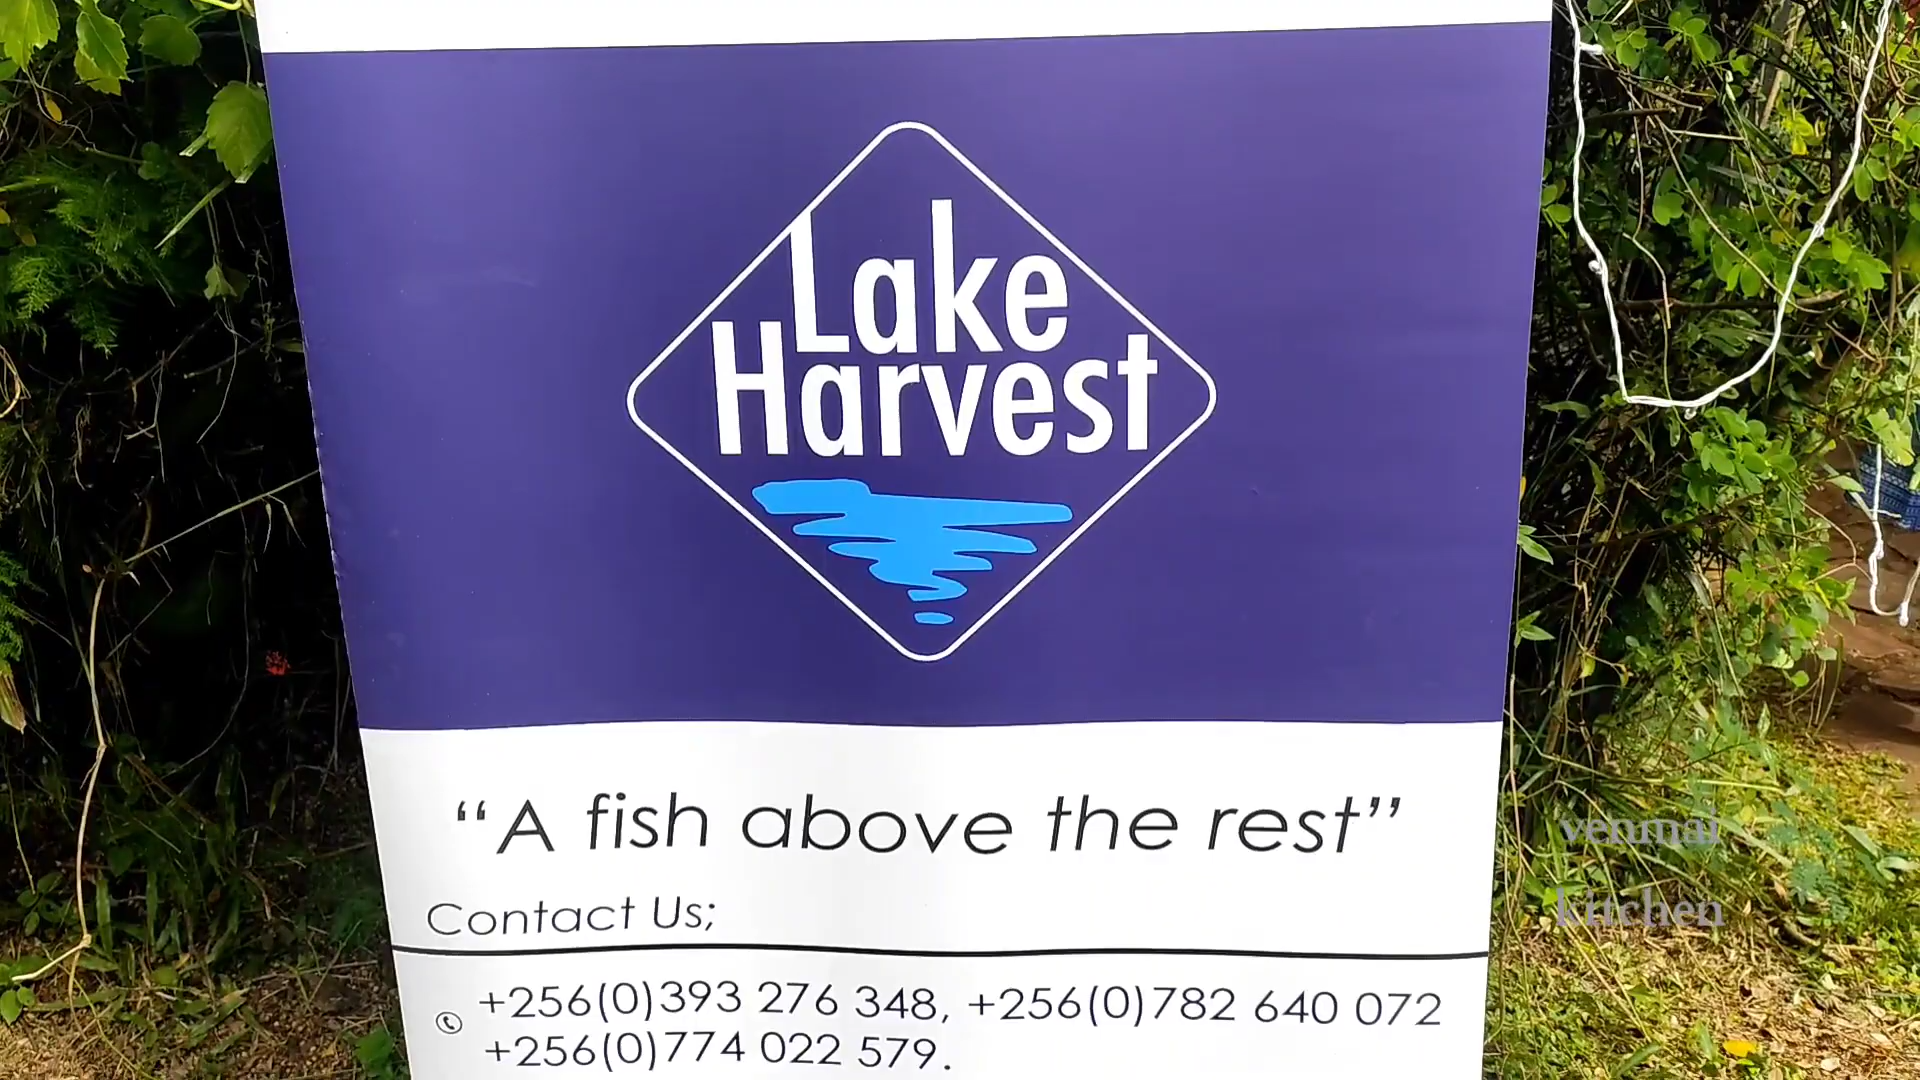 Lake
Harvest
“A fish above the rest”
Contact Us;
+256(0)393 276 348, +256(0)782 640 072
+256(0)774 022 579.
venmai
kitchen